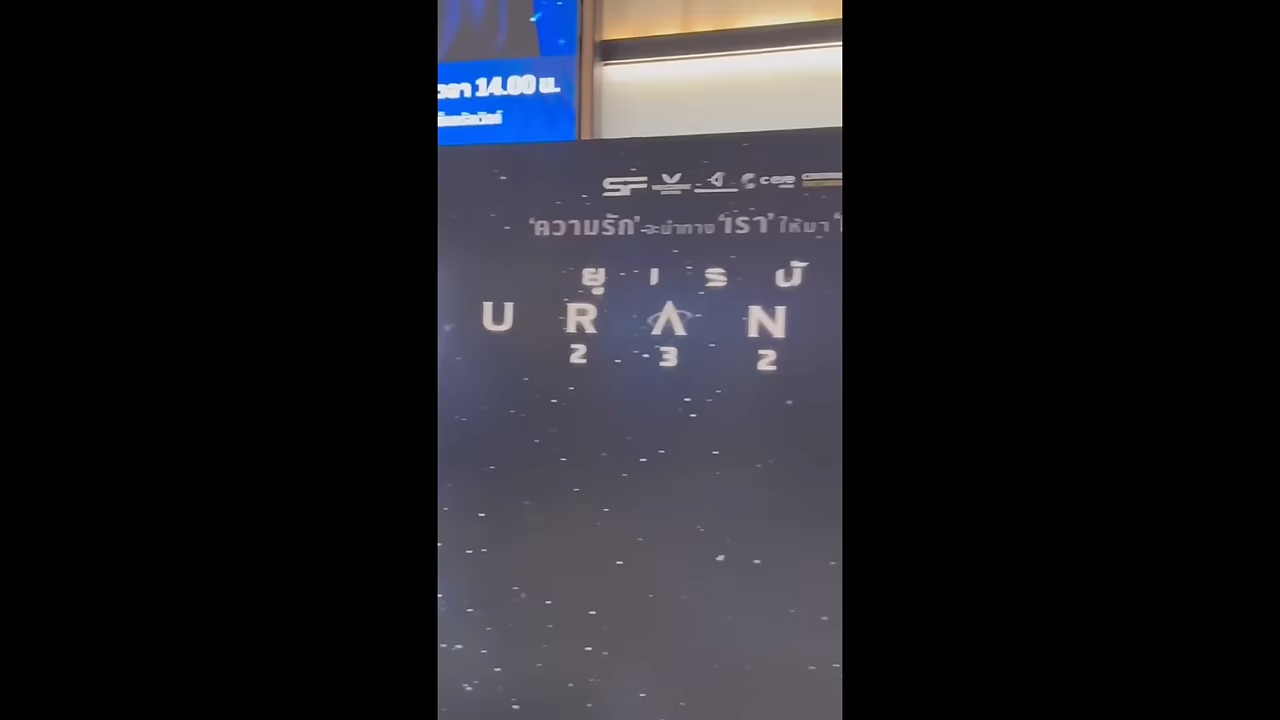 14.00 น.
SF
'ความรัก' จะนำทาง 'เรา' ให้มา
ยู เ ร นั
U R A N
2 3 2